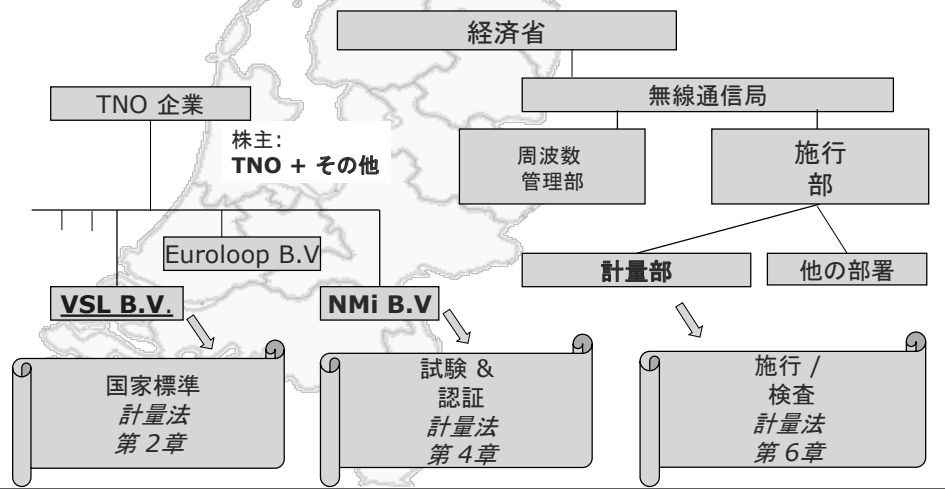 経済省
TNO 企業
無線通信局
株主:
TNO + その他
周波数
管理部
施行
部
Euroloop B.V
計量部
他の部署
VSL B.V.
NMi B.V
国家標準
計量法
第 2章
試験 &
認証
計量法
第 4章
施行 /
検査
計量法
第 6章